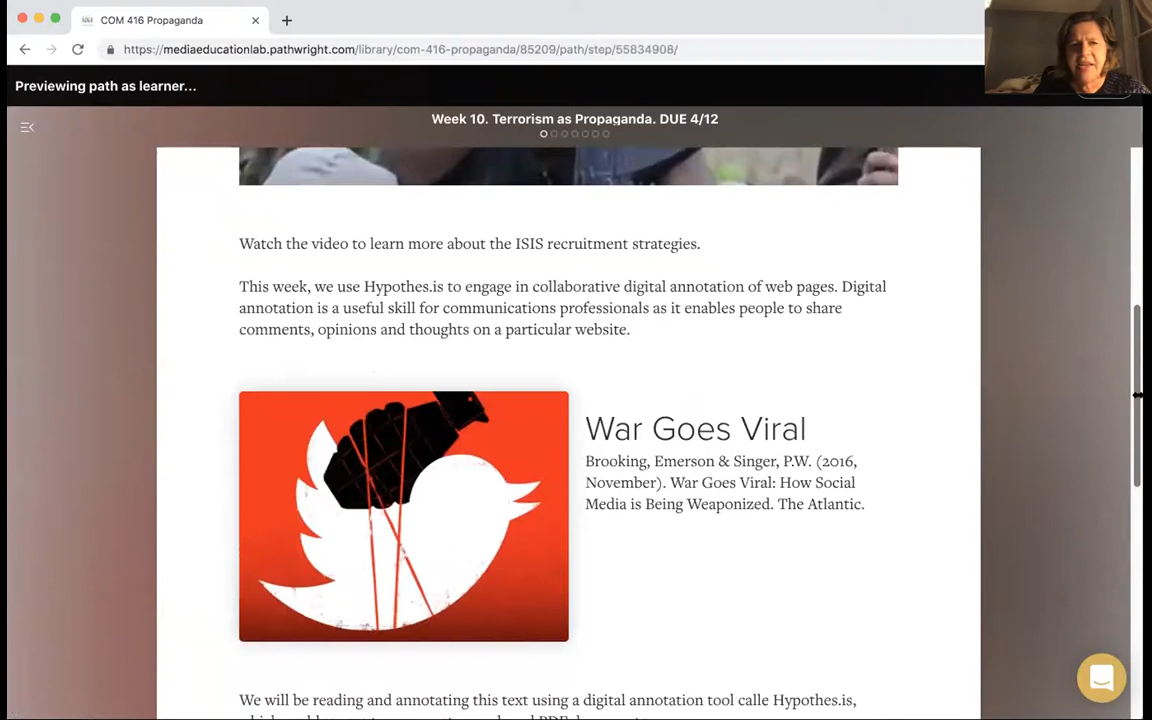 COM 416 Propaganda
https://mediaeducationlab.pathwright.com/library/com-416-propaganda/85209/path/step/55834908/
Previewing path as learner...
Week 10. Terrorism as Propaganda. DUE 4/12
Watch the video to learn more about the ISIS recruitment strategies.
This week, we use Hypothes.is to engage in collaborative digital annotation of web pages. Digital
annotation is a useful skill for communications professionals as it enables people to share
comments, opinions and thoughts on a particular website.
War Goes Viral
Brooking, Emerson & Singer, P.W. (2016,
November). War Goes Viral: How Social
Media is Being Weaponized. The Atlantic.
We will be reading and annotating this text using a digital annotation tool calle Hypothes.is,